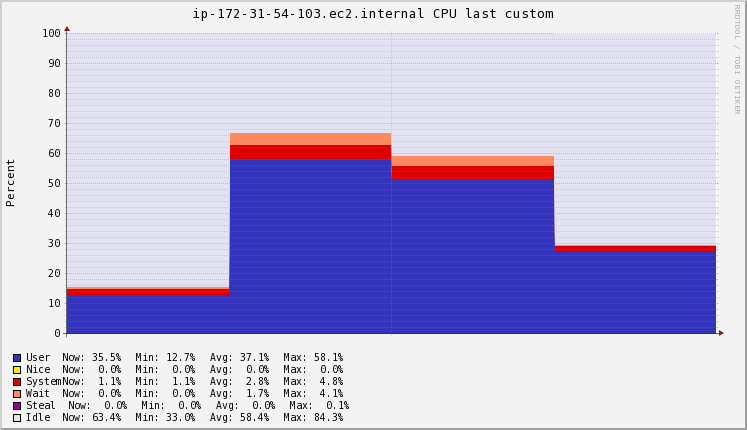 ip-172-31-54-103.ec2.internal CPU last custom
RRDTOOL / TOBI OETIKER
Percent
100
90
80
70
60
50
40
30
20
10
0
User Now: 35.5% Min: 12.7% Avg: 37.1% Max: 58.1%
Nice Now: 0.0% Min: 0.0% Avg: 0.0% Max: 0.0%
System Now: 1.1% Min: 1.1% Avg: 2.8% Max: 4.8%
Wait Now: 0.0% Min: 0.0% Avg: 1.7% Max: 4.1%
Steal Now: 0.0% Min: 0.0% Avg: 0.0% Max: 0.1%
Idle Now: 63.4% Min: 33.0% Avg: 58.4% Max: 84.3%